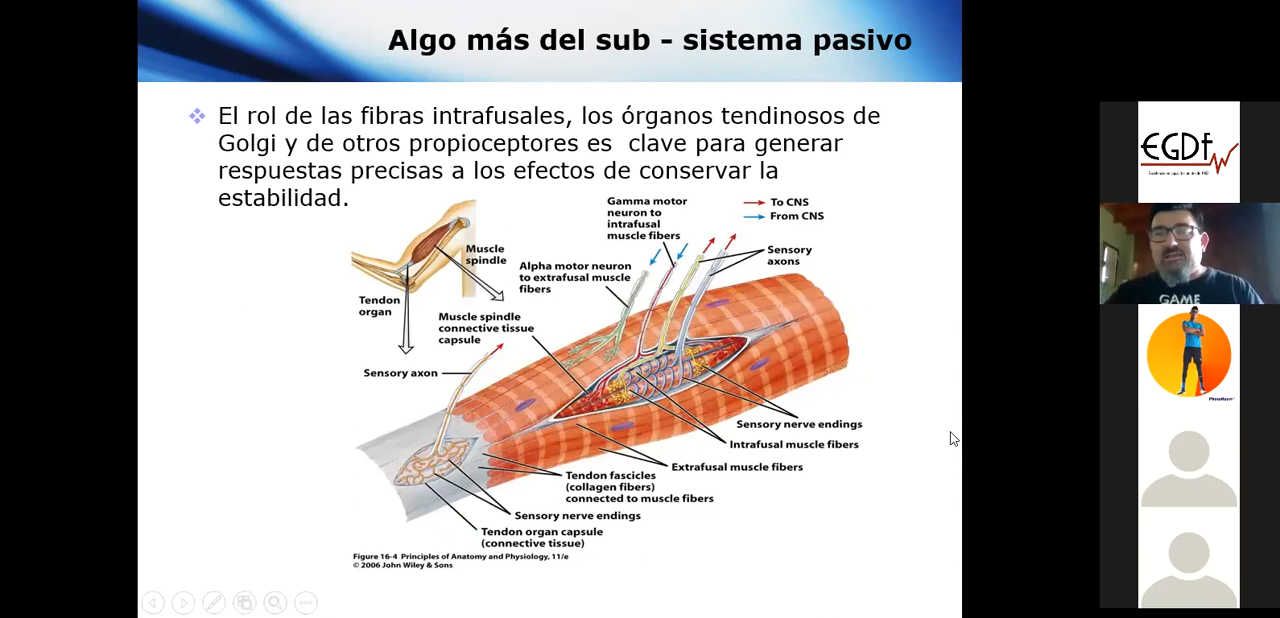 Algo más del sub – sistema pasivo
El rol de las fibras intrafusales, los órganos tendinosos de
Golgi y de otros propioceptores es  clave para generar
respuestas precisas a los efectos de conservar la
estabilidad.
Gamma motor
neuron to
intrafusal
muscle fibers
To CNS
From CNS
Muscle
spindle
Alpha motor neuron
to extrafusal muscle
fibers
Sensory
axons
Tendon
organ
Muscle spindle
connective tissue
capsule
Sensory axon
Sensory nerve endings
Intrafusal muscle fibers
Extrafusal muscle fibers
Tendon fascicles
(collagen fibers)
connected to muscle fibers
Sensory nerve endings
Tendon organ capsule
(connective tissue)
Figure 16-4 Principles of Anatomy and Physiology, 11/e
© 2006 John Wiley & Sons
EGDf
GAME
PhotoRoom